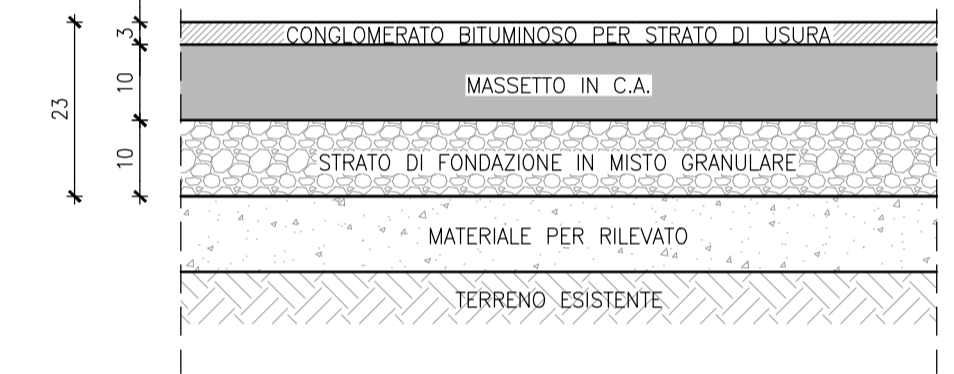 3
CONGLOMERATO BITUMINOSO PER STRATO DI USURA
10
MASSETTO IN C.A.
23
10
STRATO DI FONDAZIONE IN MISTO GRANULARE
MATERIALE PER RILEVATO
TERRENO ESISTENTE